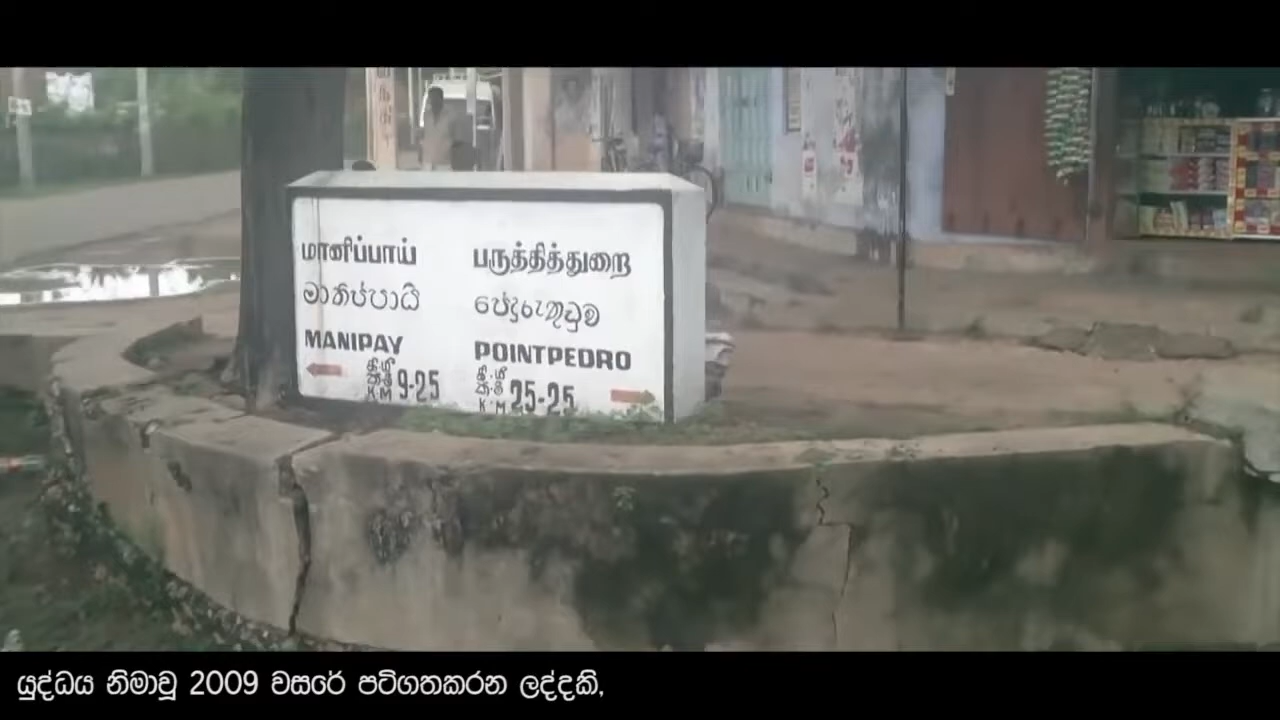 மானிப்பாய்
මානිප්පායි
MANIPAY
கி.மீ
කි.මී
K.M 9-25
பருத்தித்துறை
පේදුරුතුඩුව
POINTPEDRO
கி.மீ
කි.මී
K.M 25-25
යුද්ධය නිමාවූ 2009 වසරේ පටිගතකරන ලද්දකි,